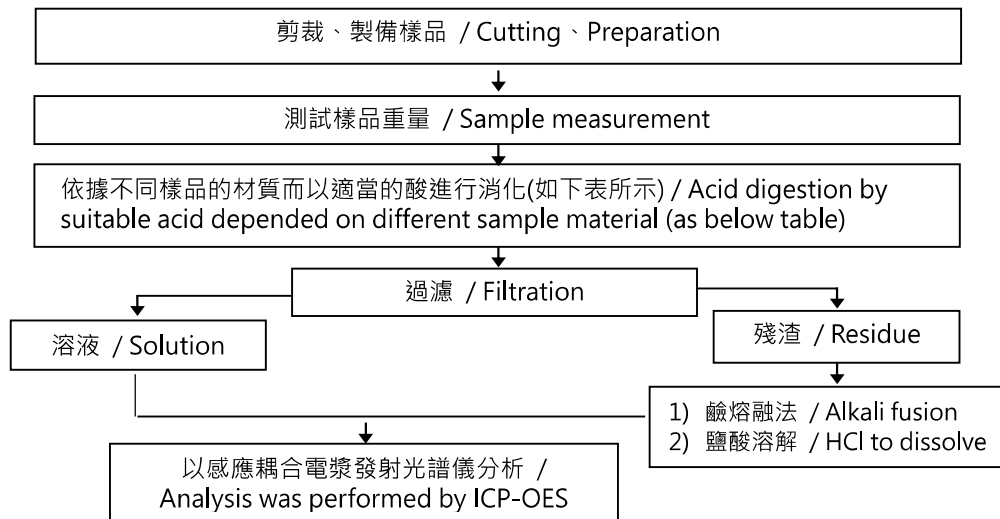 剪裁、製備樣品 / Cutting、Preparation
測試樣品重量 / Sample measurement
依據不同樣品的材質而以適當的酸進行消化(如下表所示) / Acid digestion by
suitable acid depended on different sample material (as below table)
過濾 / Filtration
溶液 / Solution
殘渣 / Residue
1) 鹼熔融法 / Alkali fusion
2) 鹽酸溶解 / HCl to dissolve
以感應耦合電漿發射光譜儀分析 /
Analysis was performed by ICP-OES